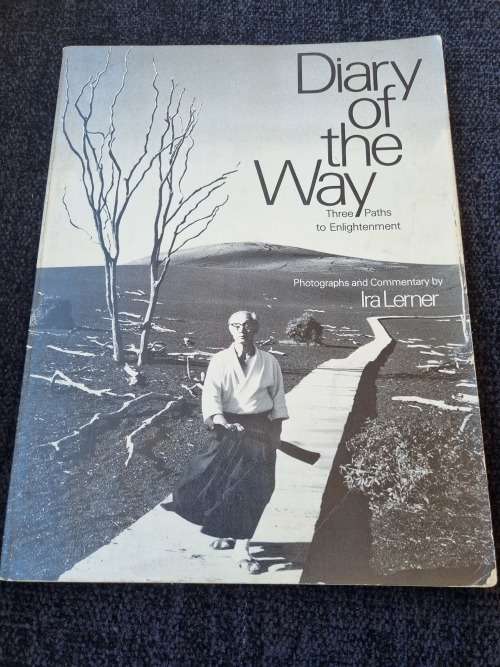 Diary
of
the
Way
Three Paths
to Enlightenment
Photographs and Commentary by
Ira Lerner